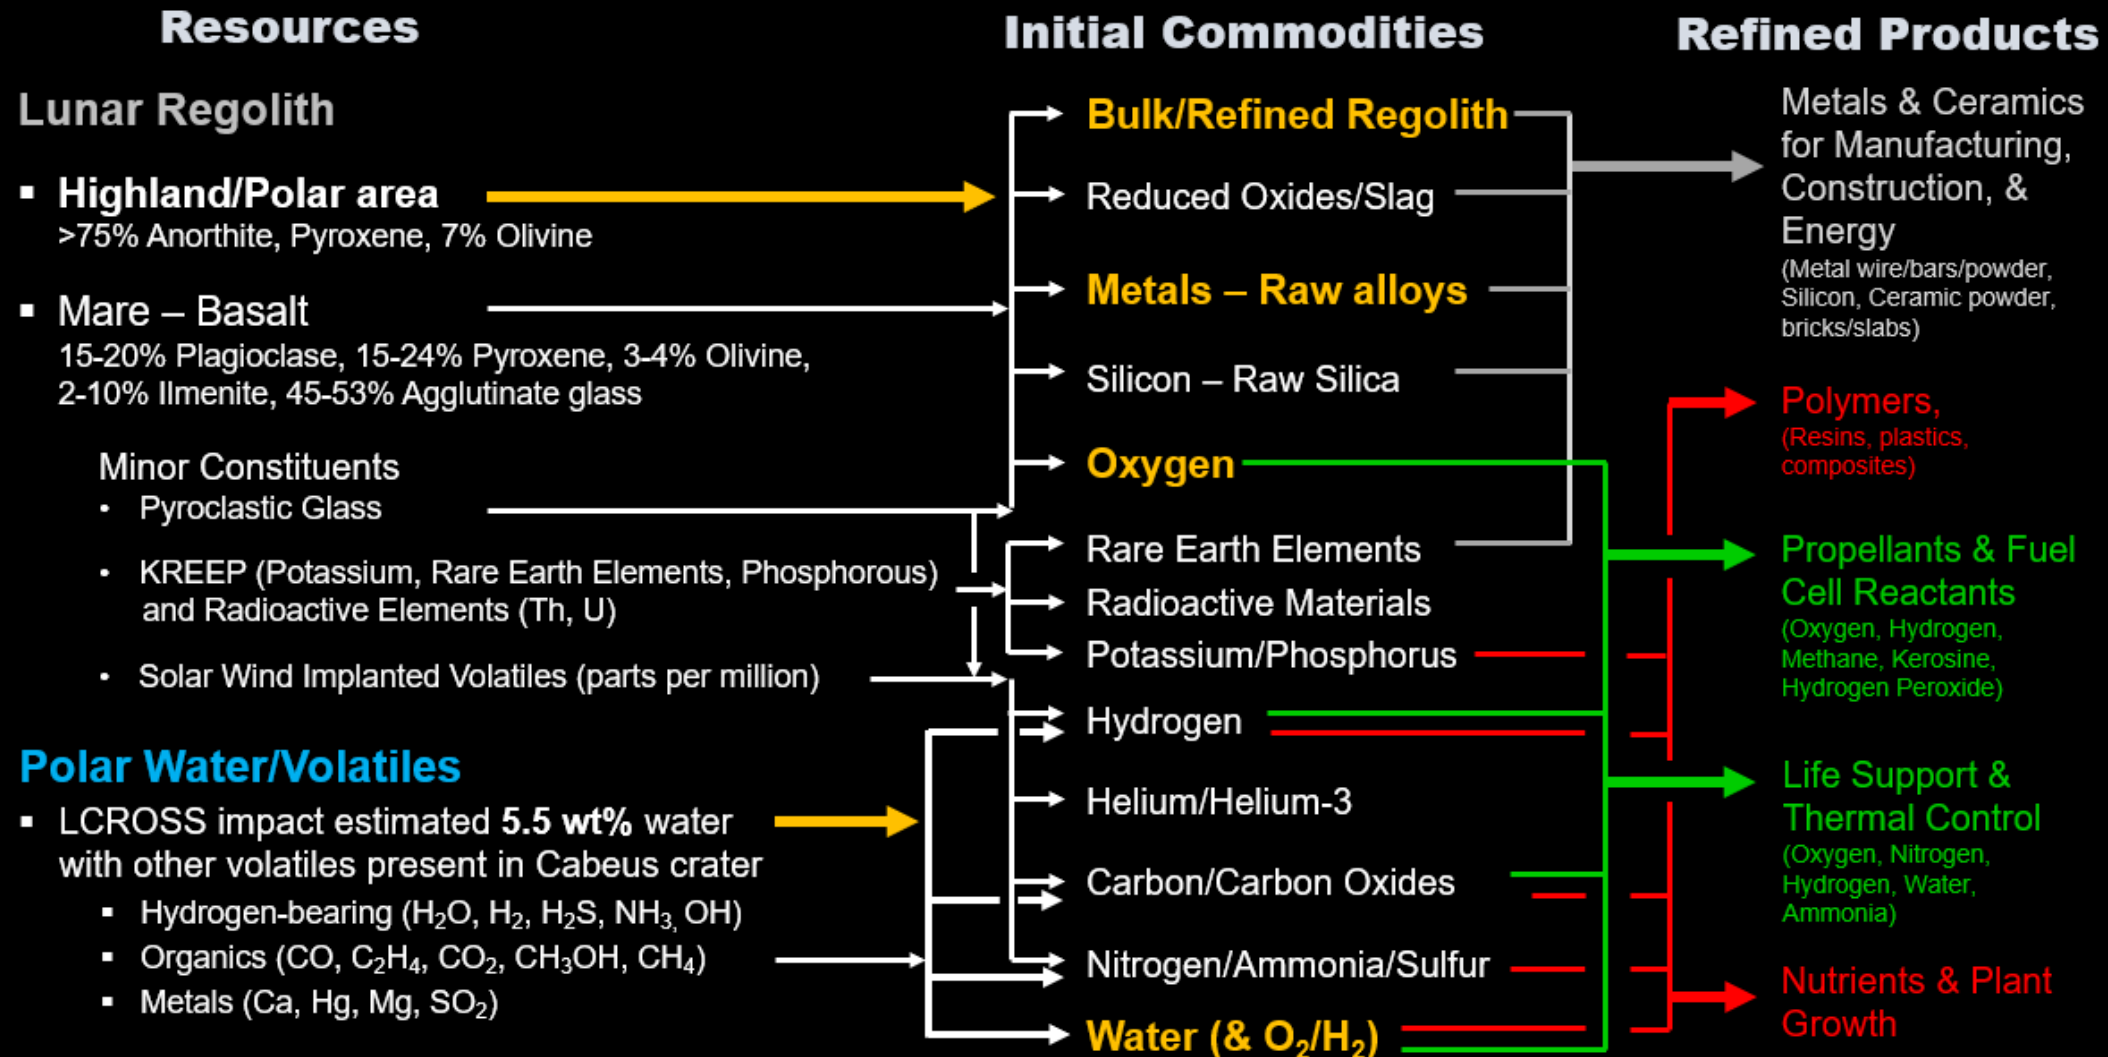 Resources
Lunar Regolith
▪ Highland/Polar area
>75% Anorthite, Pyroxene, 7% Olivine
▪ Mare – Basalt
15-20% Plagioclase, 15-24% Pyroxene, 3-4% Olivine,
2-10% Ilmenite, 45-53% Agglutinate glass
Minor Constituents
• Pyroclastic Glass
• KREEP (Potassium, Rare Earth Elements, Phosphorous)
and Radioactive Elements (Th, U)
• Solar Wind Implanted Volatiles (parts per million)
Polar Water/Volatiles
▪ LCROSS impact estimated 5.5 wt% water
with other volatiles present in Cabeus crater
▪ Hydrogen-bearing (H₂O, H₂, H₂S, NH₃, OH)
▪ Organics (CO, C₂H₄, CO₂, CH₃OH, CH₄)
▪ Metals (Ca, Hg, Mg, SO₂)
Initial Commodities
Bulk/Refined Regolith
Reduced Oxides/Slag
Metals – Raw alloys
Silicon – Raw Silica
Oxygen
Rare Earth Elements
Radioactive Materials
Potassium/Phosphorus
Hydrogen
Helium/Helium-3
Carbon/Carbon Oxides
Nitrogen/Ammonia/Sulfur
Water (& O₂/H₂)
Refined Products
Metals & Ceramics
for Manufacturing,
Construction, &
Energy
(Metal wire/bars/powder,
Silicon, Ceramic powder,
bricks/slabs)
Polymers,
(Resins, plastics,
composites)
Propellants & Fuel
Cell Reactants
(Oxygen, Hydrogen,
Methane, Kerosine,
Hydrogen Peroxide)
Life Support &
Thermal Control
(Oxygen, Nitrogen,
Hydrogen, Water,
Ammonia)
Nutrients & Plant
Growth